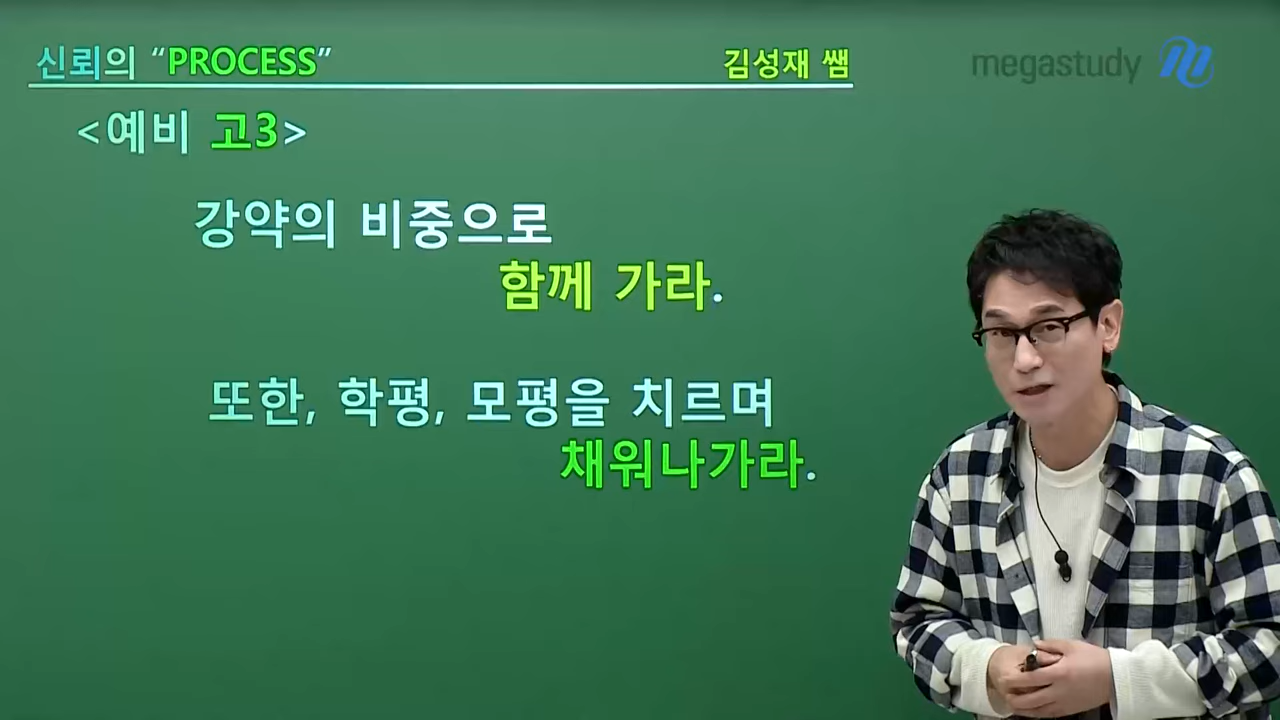 신뢰의 “PROCESS”
김성재 쌤
megastudy
<예비 고3>
강약의 비중으로
함께 가라.
또한, 학평, 모평을 치르며
채워나가라.